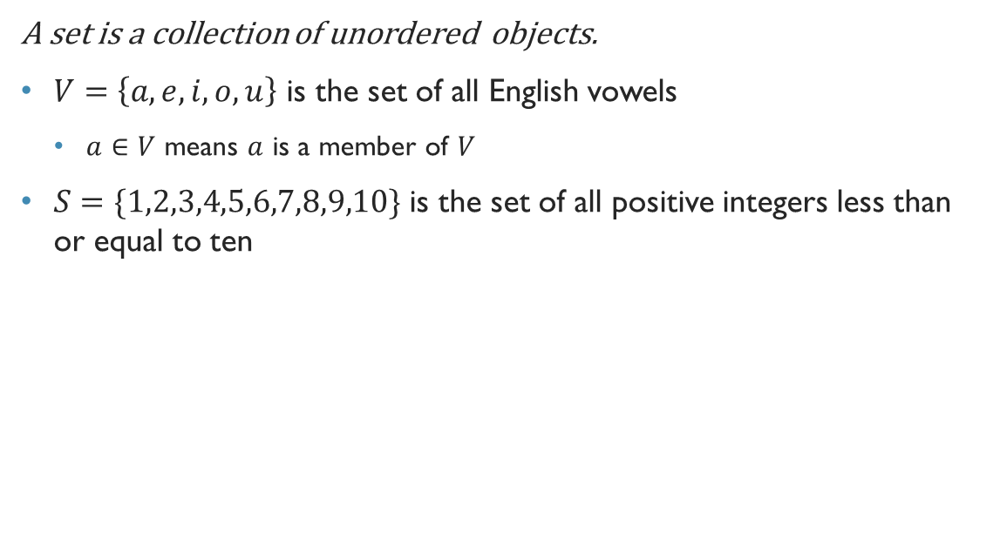 A set is a collection of unordered objects.
• V = {a, e, i, o, u} is the set of all English vowels
• a ∈ V means a is a member of V
• S = {1,2,3,4,5,6,7,8,9,10} is the set of all positive integers less than
or equal to ten